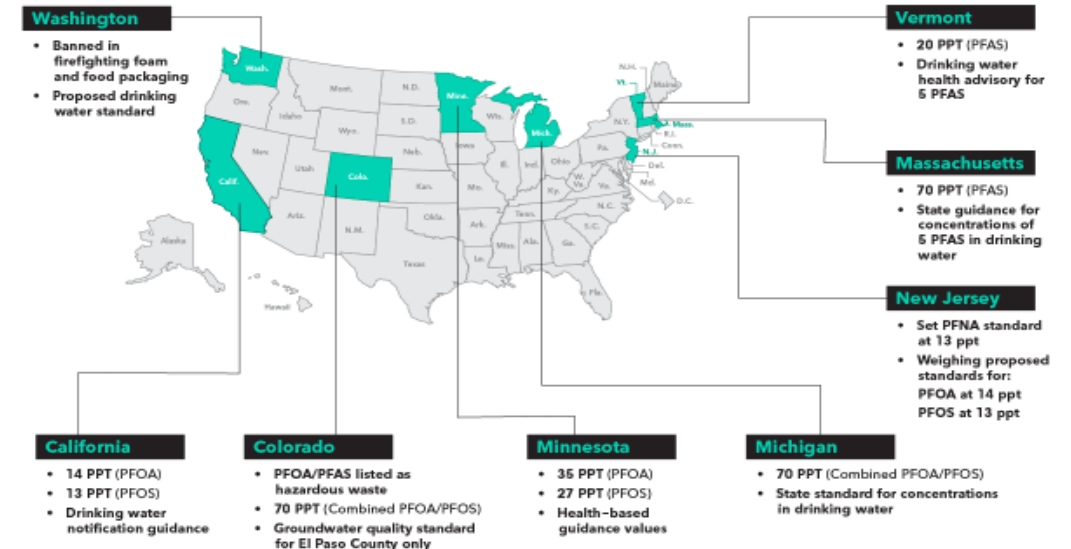 Washington
• Banned in
firefighting foam
and food packaging
• Proposed drinking
water standard
Vermont
• 20 PPT (PFAS)
• Drinking water
health advisory for
5 PFAS
Massachusetts
• 70 PPT (PFAS)
• State guidance for
concentrations of
5 PFAS in drinking
water
New Jersey
• Set PFNA standard
at 13 ppt
• Weighing proposed
standards for:
PFOA at 14 ppt
PFOS at 13 ppt
Wash.
Ore.
Calif.
Idaho
Nev.
Mont.
Wyo.
Utah
Colo.
Ariz.
N.M.
N.D.
S.D.
Neb.
Kan.
Okla.
Texas
Minn.
Iowa
Mo.
Ark.
La.
Wis.
Ill.
Mich.
Ind.
Ohio
Ky.
Tenn.
Miss.
Ala.
Ga.
Fla.
S.C.
N.C.
Va.
W.
Va.
Pa.
N.Y.
Vt.
N.H.
Maine
Mass.
R.I.
Conn.
N.J.
Del.
Md.
D.C.
Alaska
Hawaii
California
• 14 PPT (PFOA)
• 13 PPT (PFOS)
• Drinking water
notification guidance
Colorado
• PFOA/PFAS listed as
hazardous waste
• 70 PPT (Combined PFOA/PFOS)
• Groundwater quality standard
for El Paso County only
Minnesota
• 35 PPT (PFOA)
• 27 PPT (PFOS)
• Health-based
guidance values
Michigan
• 70 PPT (Combined PFOA/PFOS)
• State standard for concentrations
in drinking water